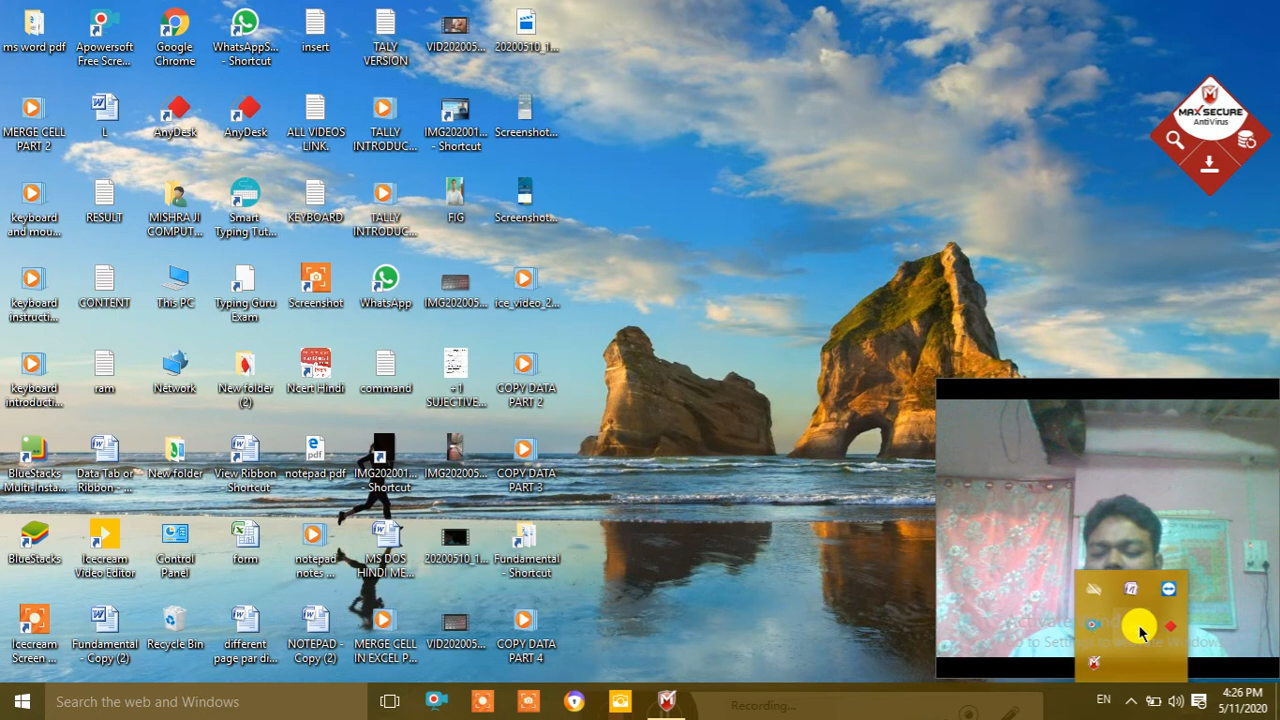 ms word pdf
Apowersoft
Free Scre...
Google
Chrome
WhatsAppS...
- Shortcut
insert
TALY
VERSION
VID202005...
20200510_1...
MERGE CELL
PART 2
L
AnyDesk
AnyDesk
ALL VIDEOS
LINK.
TALLY
INTRODUC...
IMG202001...
- Shortcut
Screenshot...
MAX SECURE
AntiVirus
keyboard
and mou...
RESULT
MISHRA JI
COMPUT...
Smart
Typing Tut...
KEYBOARD
TALLY
INTRODUC...
FIG
Screenshot...
keyboard
instructi...
CONTENT
This PC
Typing Guru
Exam
Screenshot
WhatsApp
IMG202005...
ice_video_2...
keyboard
introducti...
ram
Network
New folder
(2)
Ncert Hindi
command
+1
SUJECTIVE...
COPY DATA
PART 2
BlueStacks
Multi-Insta...
Data Tab or
Ribbon - ...
New folder
View Ribbon
Shortcut
notepad.pdf
IMG202001...
- Shortcut
IMG202005...
COPY DATA
PART 3
BlueStacks
Icecream
Video Editor
Control
Panel
form
notepad
notes ...
MS DOS
HINDI ME...
20200510_1...
Fundamental
- Shortcut
Icecream
Screen ...
Fundamental
- Copy (2)
Recycle Bin
different
page par di...
NOTEPAD -
Copy (2)
MERGE CELL
IN EXCEL P...
VID202005...
COPY DATA
PART 4
Search the web and Windows
Recording...
EN
4:26 PM
5/11/2020